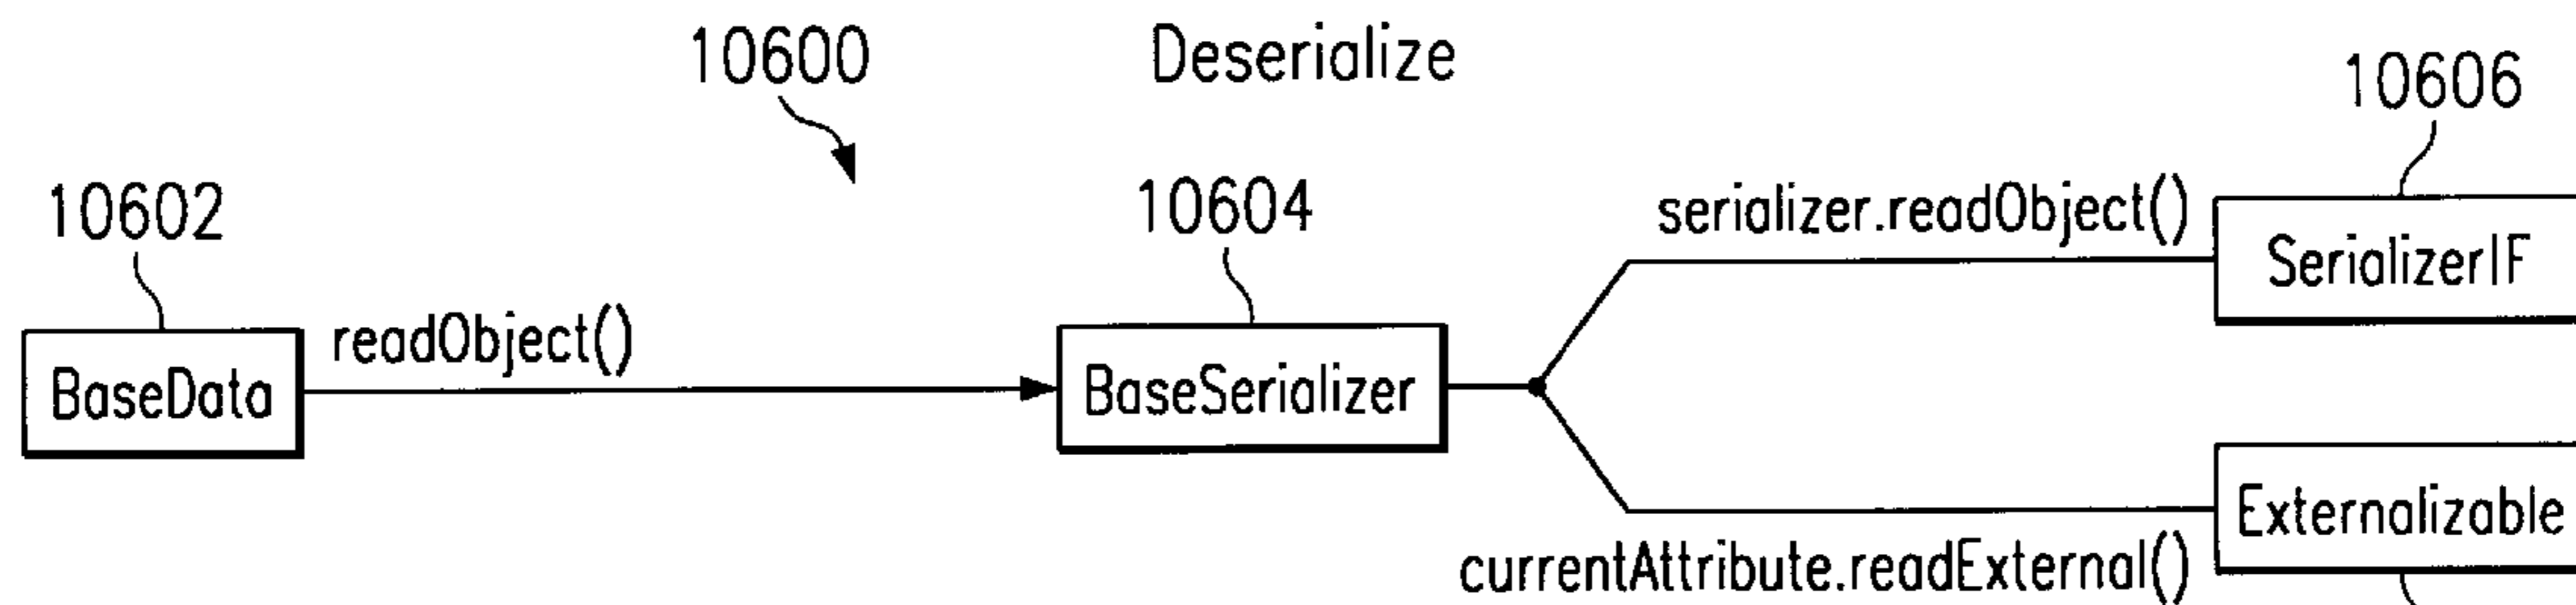 10600
Deserialize
10606
10602
10604
serializer.readObject()
SerializerIF
readObject()
BaseData
BaseSerializer
Externalizable
currentAttribute.readExternal()